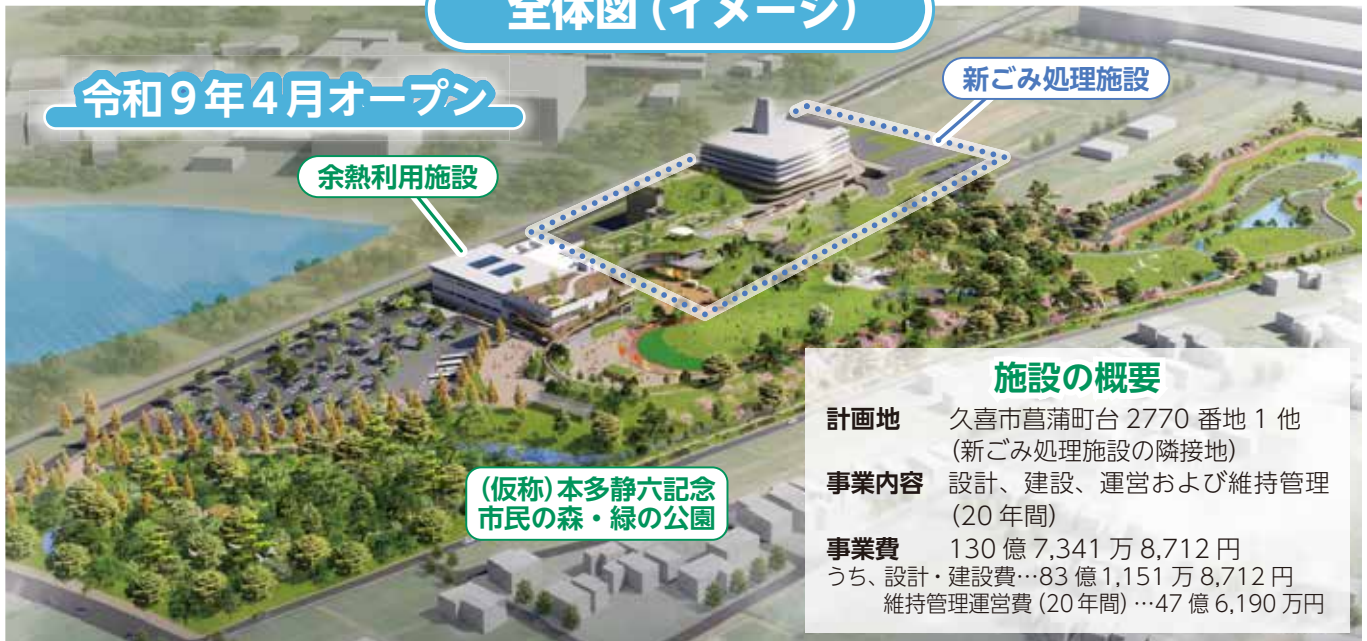 全体図（イメージ）
令和９年４月オープン
新ごみ処理施設
余熱利用施設
（仮称）本多静六記念
市民の森・緑の公園
施設の概要
計画地 久喜市菖蒲町台 2770 番地 1 他
（新ごみ処理施設の隣接地）
事業内容 設計、建設、運営および維持管理
（20 年間）
事業費 130 億 7,341 万 8,712 円
うち、設計・建設費…83 億 1,151 万 8,712 円
維持管理運営費（20 年間）…47 億 6,190 万円